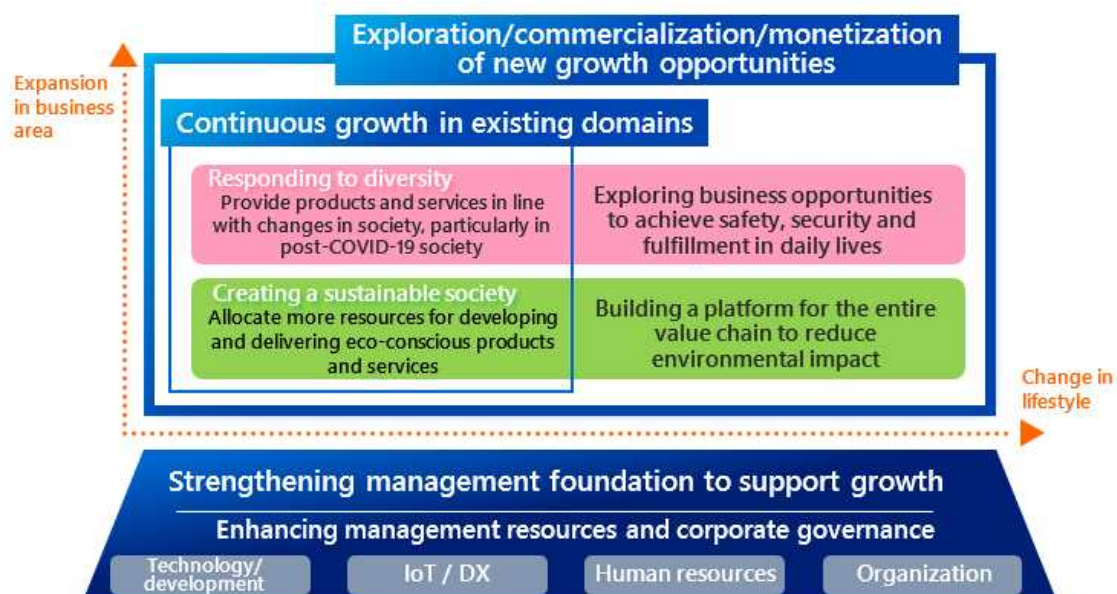 Exploration/commercialization/monetization
of new growth opportunities
Expansion
in business
area
Continuous growth in existing domains
Responding to diversity
Provide products and services in line
with changes in society, particularly in
post-COVID-19 society
Exploring business opportunities
to achieve safety, security and
fulfillment in daily lives
Creating a sustainable society
Allocate more resources for developing
and delivering eco-conscious products
and services
Building a platform for the entire
value chain to reduce
environmental impact
Change in
lifestyle
Strengthening management foundation to support growth
Enhancing management resources and corporate governance
Technology/
development
IoT / DX
Human resources
Organization